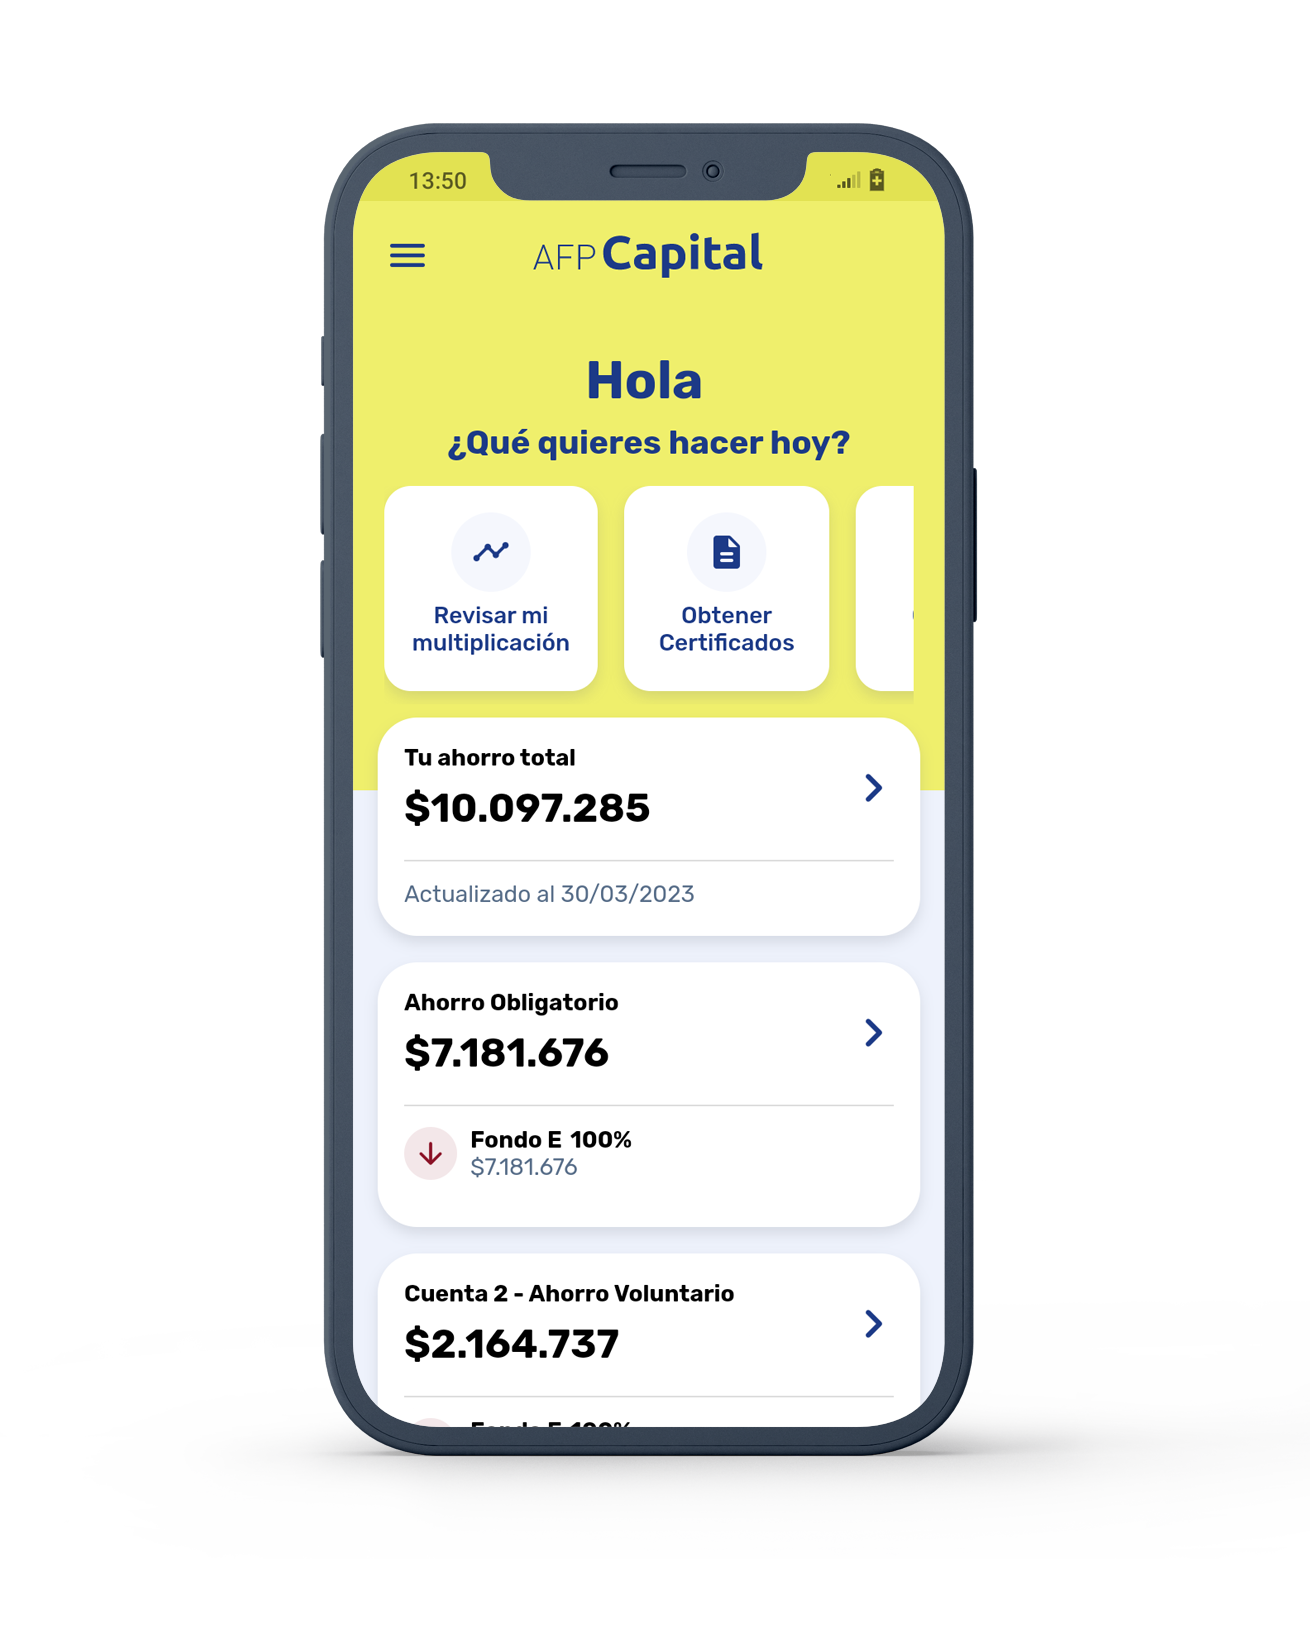 13:50
AFP Capital
Hola
¿Qué quieres hacer hoy?
Revisar mi
multiplicación
Obtener
Certificados
Tu ahorro total
$10.097.285
Actualizado al 30/03/2023
Ahorro Obligatorio
$7.181.676
Fondo E 100%
$7.181.676
Cuenta 2 - Ahorro Voluntario
$2.164.737
Fondo E 100%